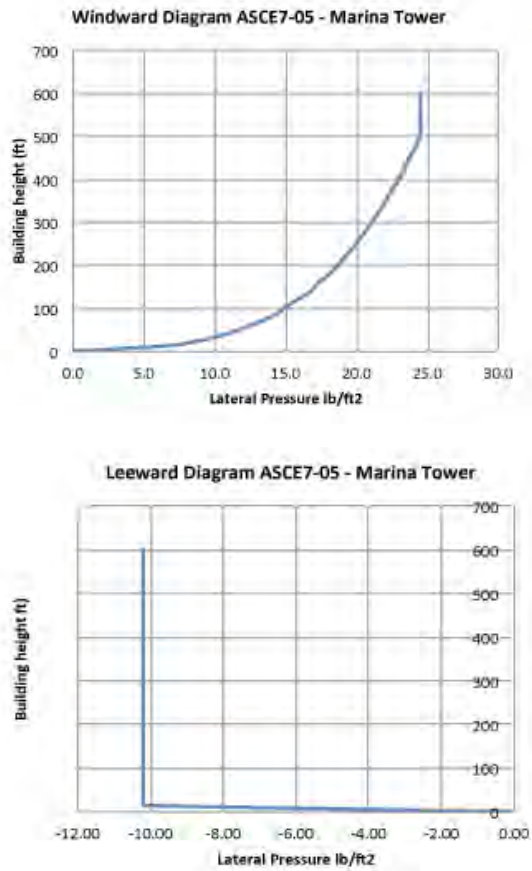 Windward Diagram ASCE7-05 - Marina Tower
700
600
500
400
300
200
100
0
Building height (ft)
0.0 5.0 10.0 15.0 20.0 25.0 30.0
Lateral Pressure lb/ft2
Leeward Diagram ASCE7-05 - Marina Tower
700
600
500
400
300
200
100
0
Building height ft)
-12.00 -10.00 -8.00 -6.00 -4.00 -2.00 0.00
Lateral Pressure lb/ft2